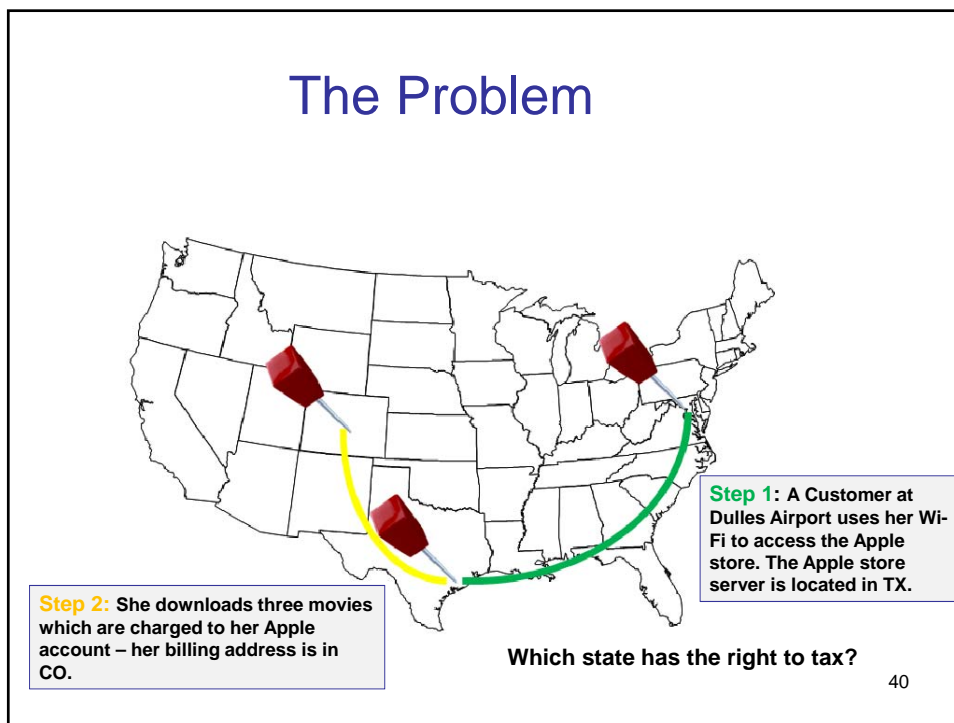 The Problem
Step 1: A Customer at
Dulles Airport uses her Wi-
Fi to access the Apple
store. The Apple store
server is located in TX.
Step 2: She downloads three movies
which are charged to her Apple
account – her billing address is in
CO.
Which state has the right to tax?
40